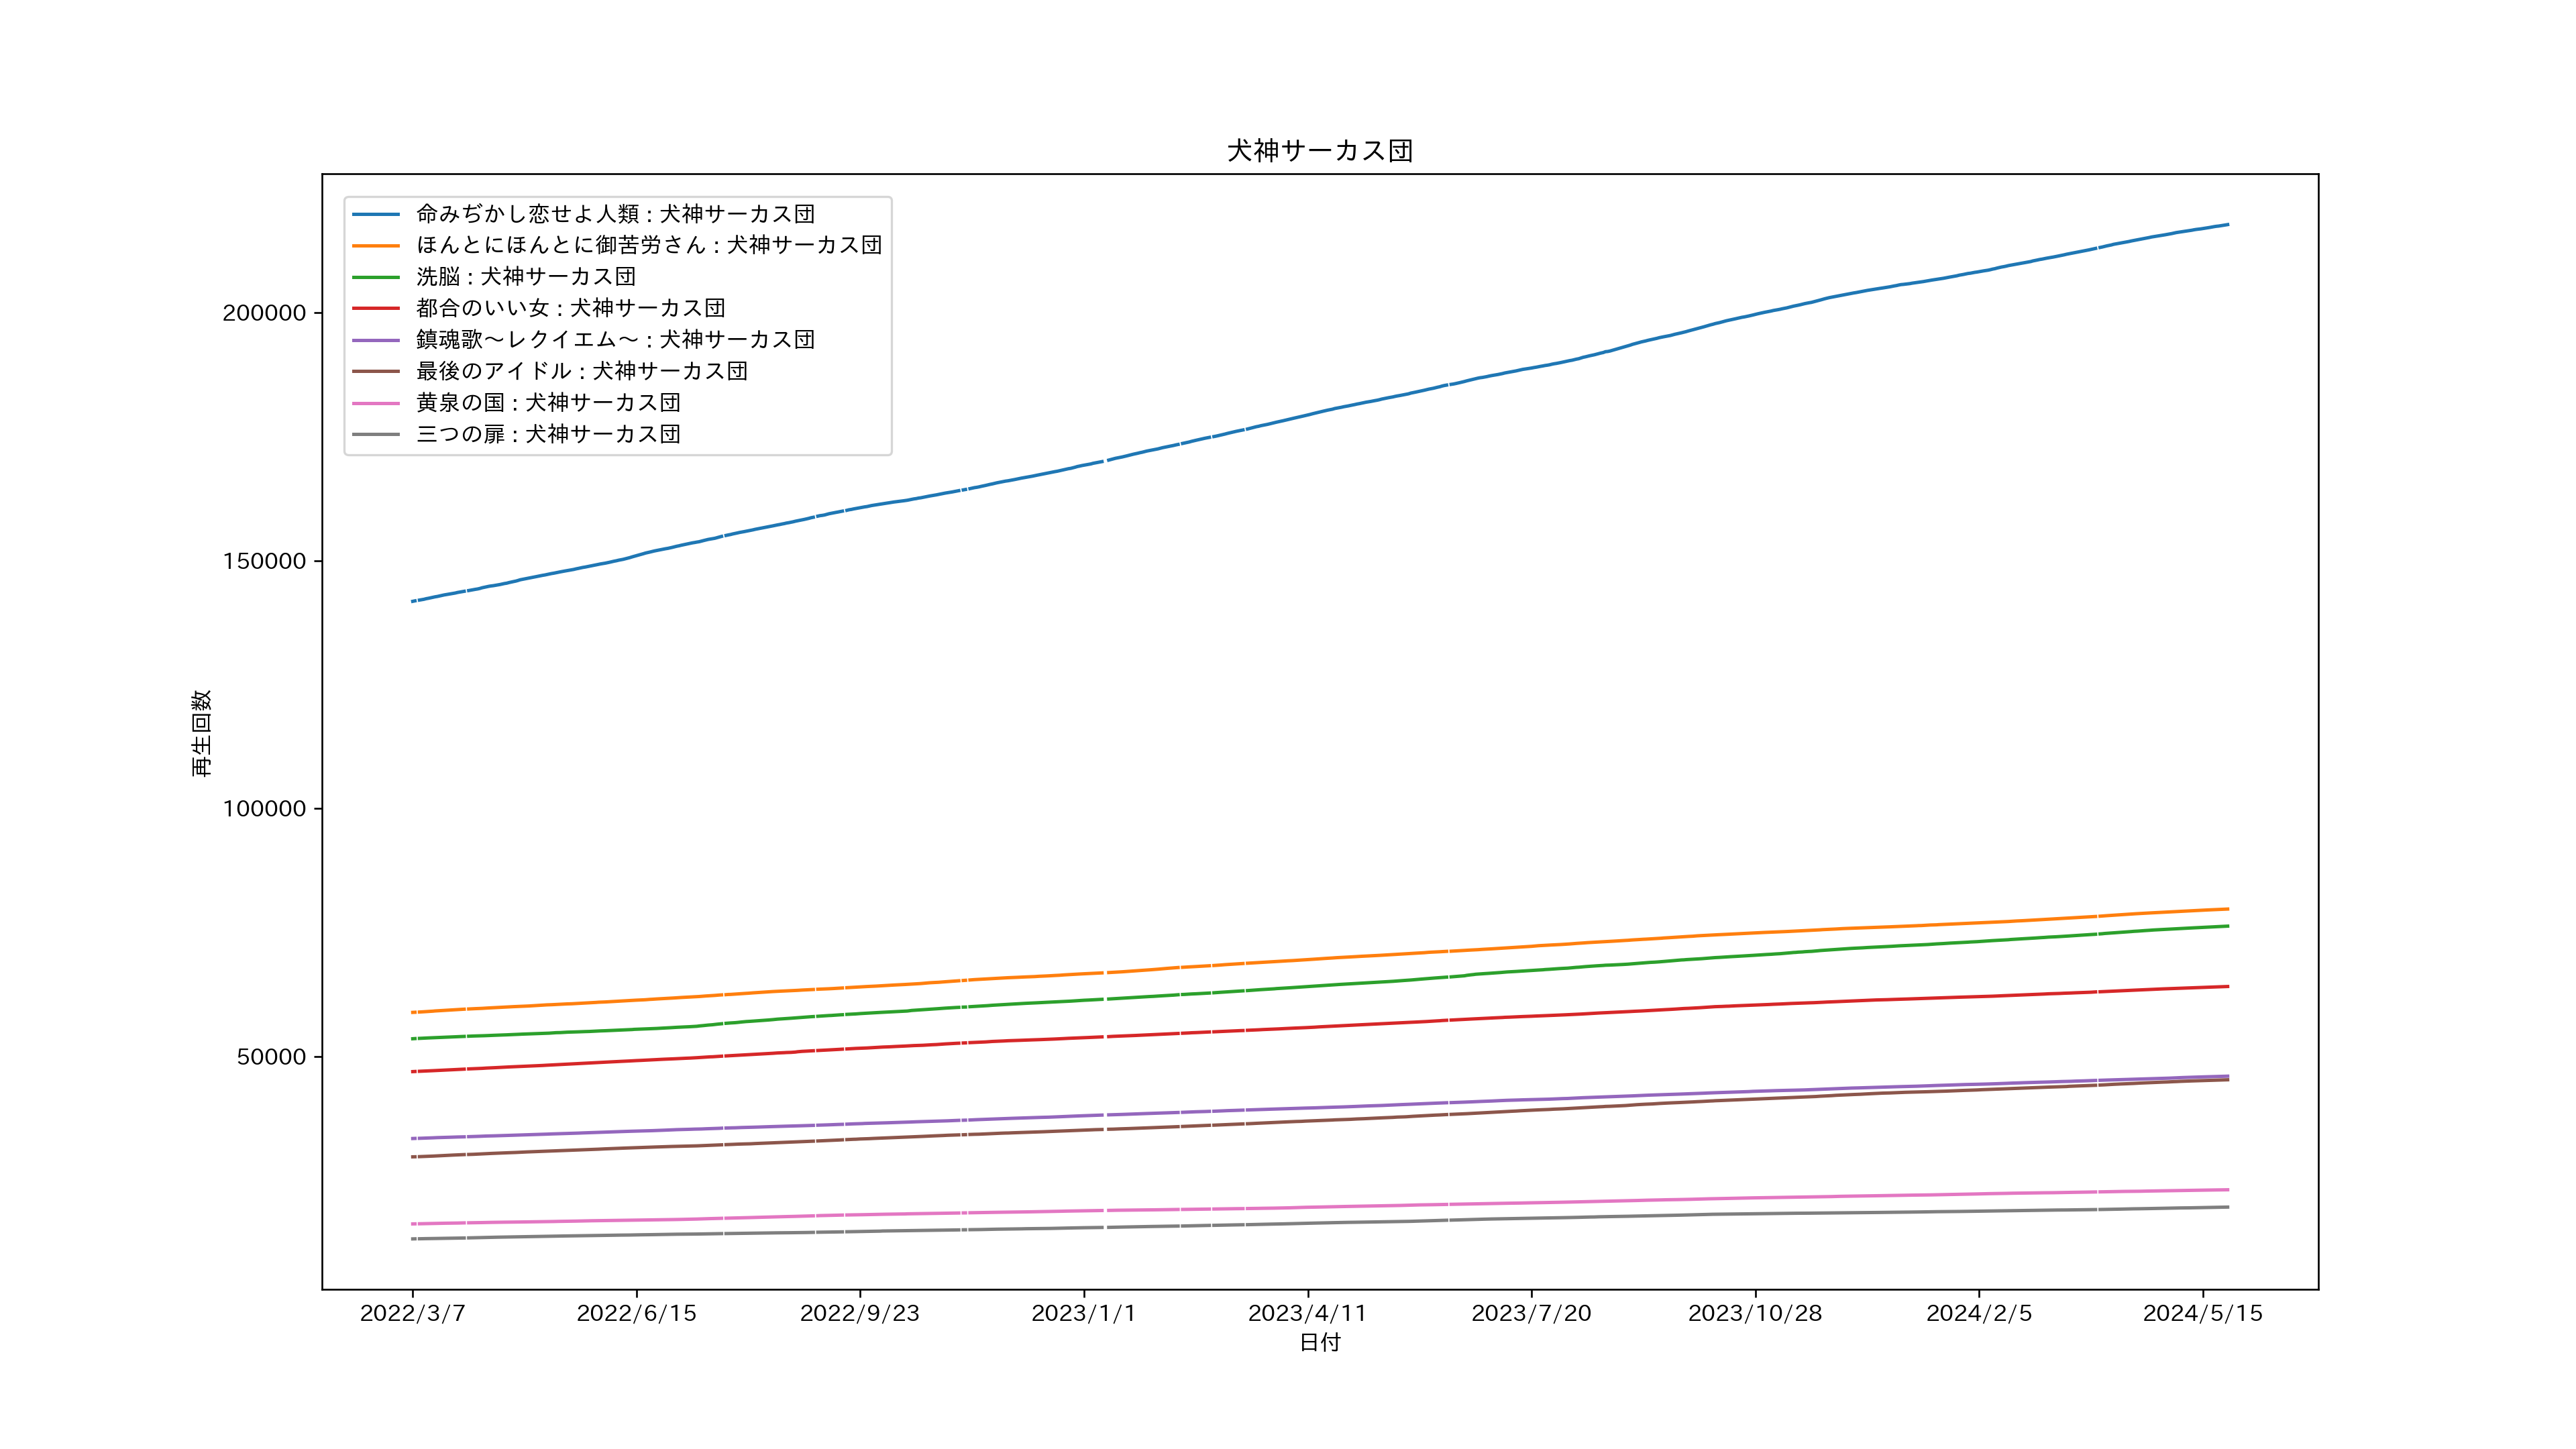 犬神サーカス団
命みぢかし恋せよ人類 : 犬神サーカス団
ほんとにほんとに御苦労さん : 犬神サーカス団
洗脳 : 犬神サーカス団
都合のいい女 : 犬神サーカス団
鎮魂歌～レクイエム～ : 犬神サーカス団
最後のアイドル : 犬神サーカス団
黄泉の国 : 犬神サーカス団
三つの扉 : 犬神サーカス団
200000
150000
100000
50000
再生回数
2022/3/7 2022/6/15 2022/9/23 2023/1/1 2023/4/11 2023/7/20 2023/10/28 2024/2/5 2024/5/15
日付